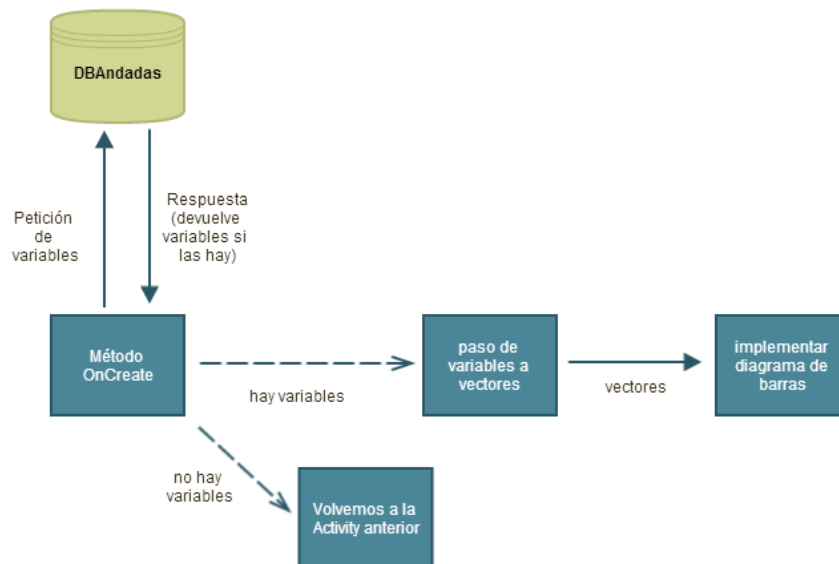 DBAndadas
Petición
de
variables
Respuesta
(devuelve
variables si
las hay)
Método
OnCreate
hay variables
paso de
variables a
vectores
vectores
implementar
diagrama de
barras
no hay
variables
Volvemos a la
Activity anterior